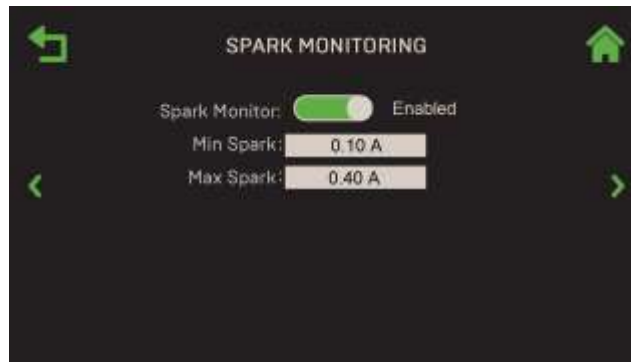 SPARK MONITORING
Spark Monitor: Enabled
Min Spark: 0.10 A
Max Spark: 0.40 A